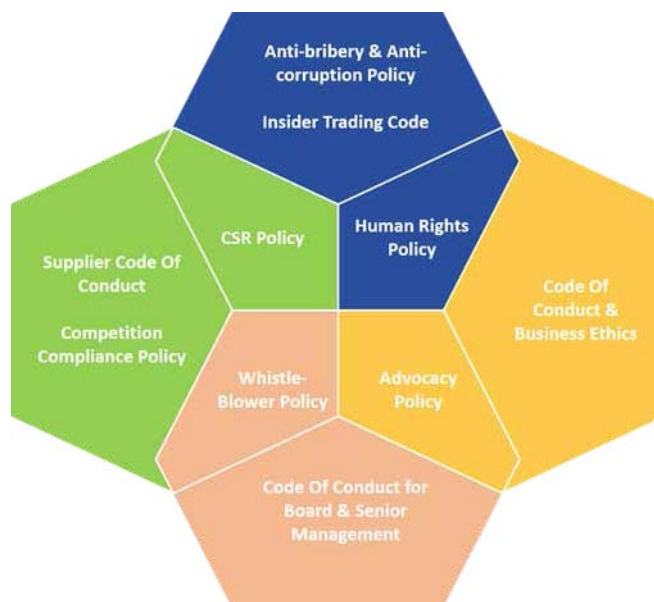 Anti-bribery & Anti-
corruption Policy
Insider Trading Code
CSR Policy
Human Rights
Policy
Supplier Code Of
Conduct
Competition
Compliance Policy
Code Of
Conduct &
Business Ethics
Whistle-
Blower Policy
Advocacy
Policy
Code Of Conduct for
Board & Senior
Management